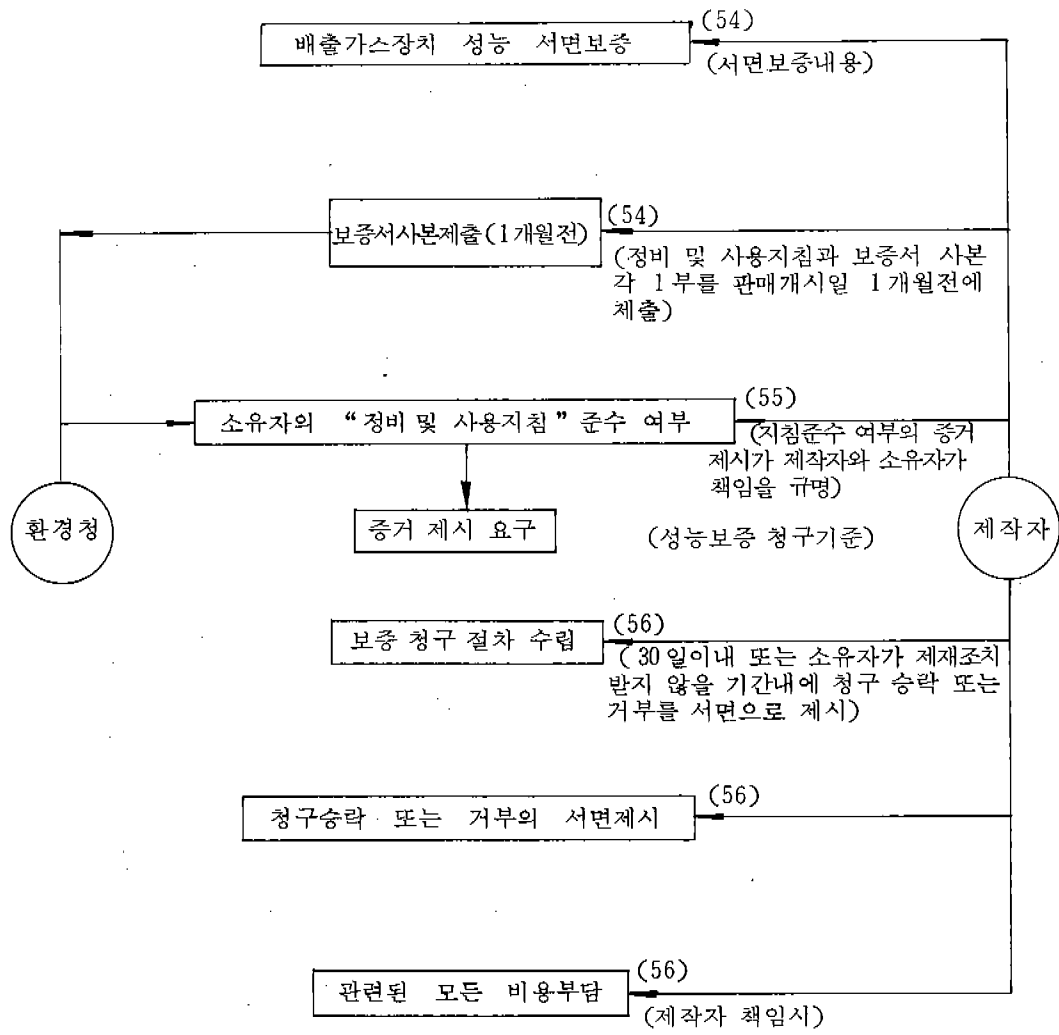 (54)
배출가스장치 성능 서면보증
(서면보증내용)
(54)
보증서사본제출(1개월전)
(정비 및 사용지침과 보증서 사본
각 1부를 판매개시일 1개월전에
제출)
(55)
소유자의 “정비 및 사용지침” 준수 여부
(지침준수 여부의 증거
제시가 제작자와 소유자가
책임을 규명)
환경청
증거 제시 요구
(성능보증 청구기준)
제작자
(56)
보증 청구 절차 수립
(30일이내 또는 소유자가 제재조치
받지 않을 기간내에 청구 승락 또는
거부를 서면으로 제시)
(56)
청구승락 또는 거부의 서면제시
(56)
관련된 모든 비용부담
(제작자 책임시)